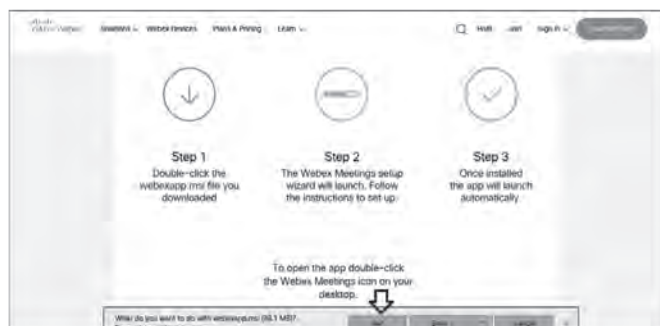 Webex Devices Plans & Pricing Learn Sign In
Step 1
Double-click the
webexapp.msi file you
downloaded
Step 2
The Webex Meetings setup
wizard will launch. Follow
the instructions to set up.
Step 3
Once installed
the app will launch
automatically
To open the app double-click
the Webex Meetings icon on your
desktop.
What do you want to do with webexapp.msi